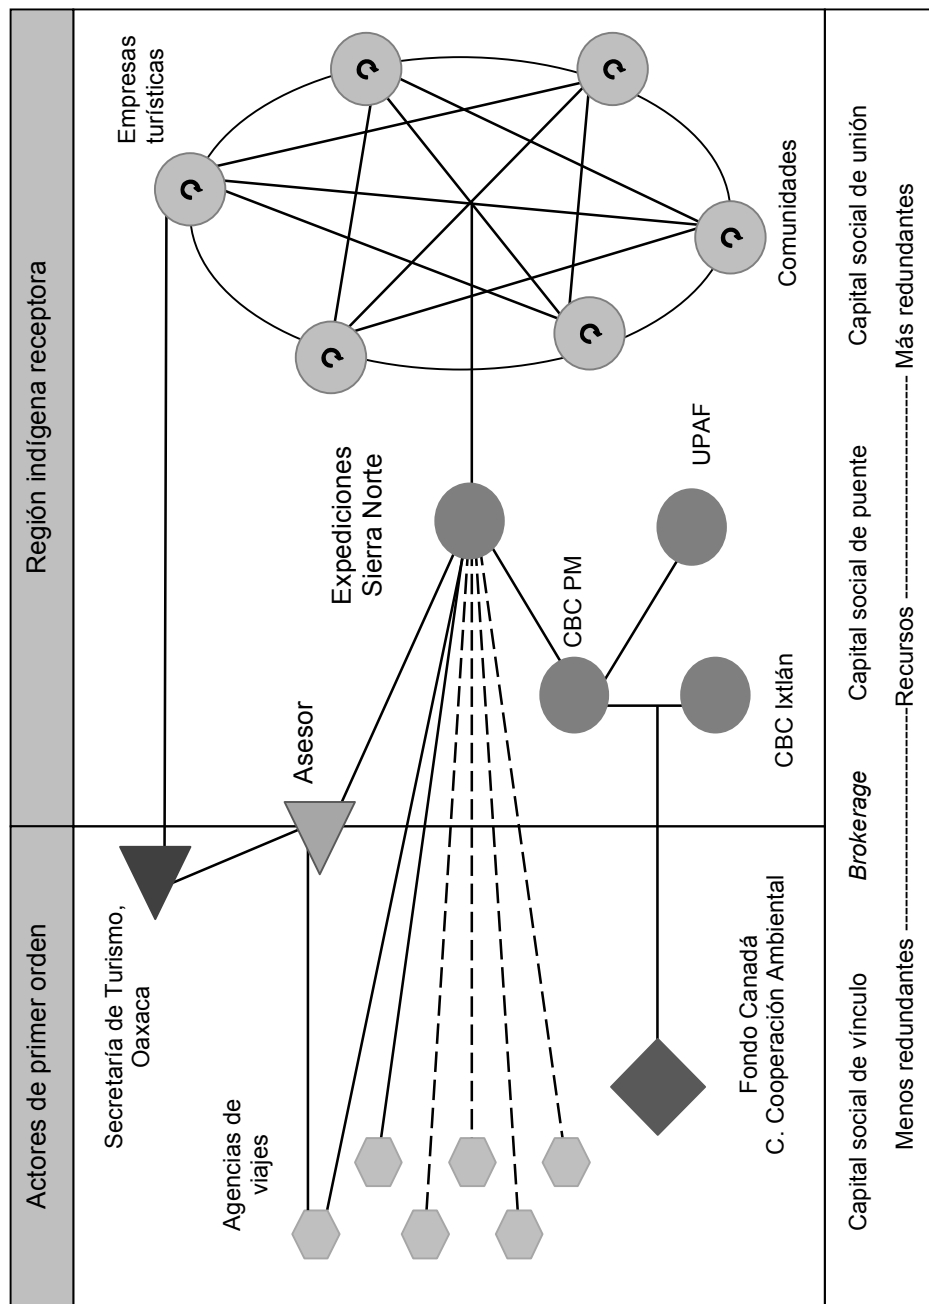 Actores de primer orden
Región indígena receptora
Secretaría de Turismo,
Oaxaca
Asesor
Empresas
turísticas
Agencias de
viajes
Expediciones
Sierra Norte
Comunidades
CBC PM
UPAF
CBC Ixtlán
Fondo Canadá
C. Cooperación Ambiental
Capital social de vínculo Brokerage Capital social de puente Capital social de unión
Menos redundantes ---------------------------Recursos ---------------------------- Más redundantes